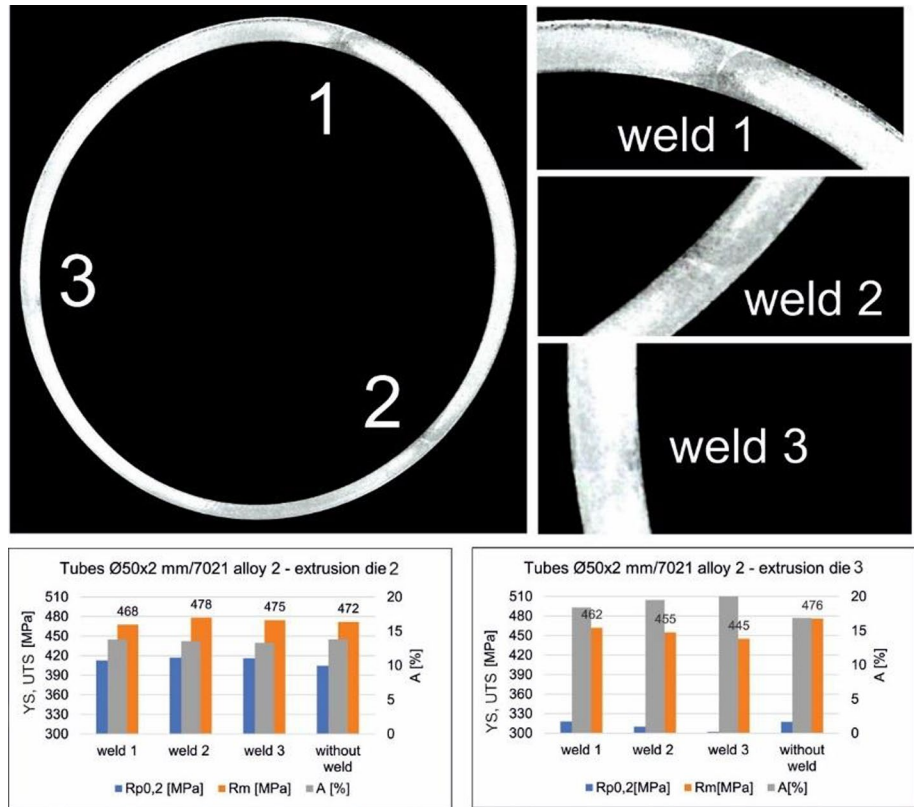 1
2
3
weld 1
weld 2
weld 3
Tubes Ø50x2 mm/7021 alloy 2 - extrusion die 2
YS, UTS [MPa]
510
480
450
420
390
360
330
300
468
478
475
472
20
15
10
5
0
A [%]
weld 1
weld 2
weld 3
without weld
Rp0,2 [MPa]
Rm [MPa]
A [%]
Tubes Ø50x2 mm/7021 alloy 2 - extrusion die 3
YS, UTS [MPa]
510
480
450
420
390
360
330
300
462
455
445
476
20
15
10
5
0
A [%]
weld 1
weld 2
weld 3
without
weld
Rp0,2[MPa]
Rm[MPa]
A[%]